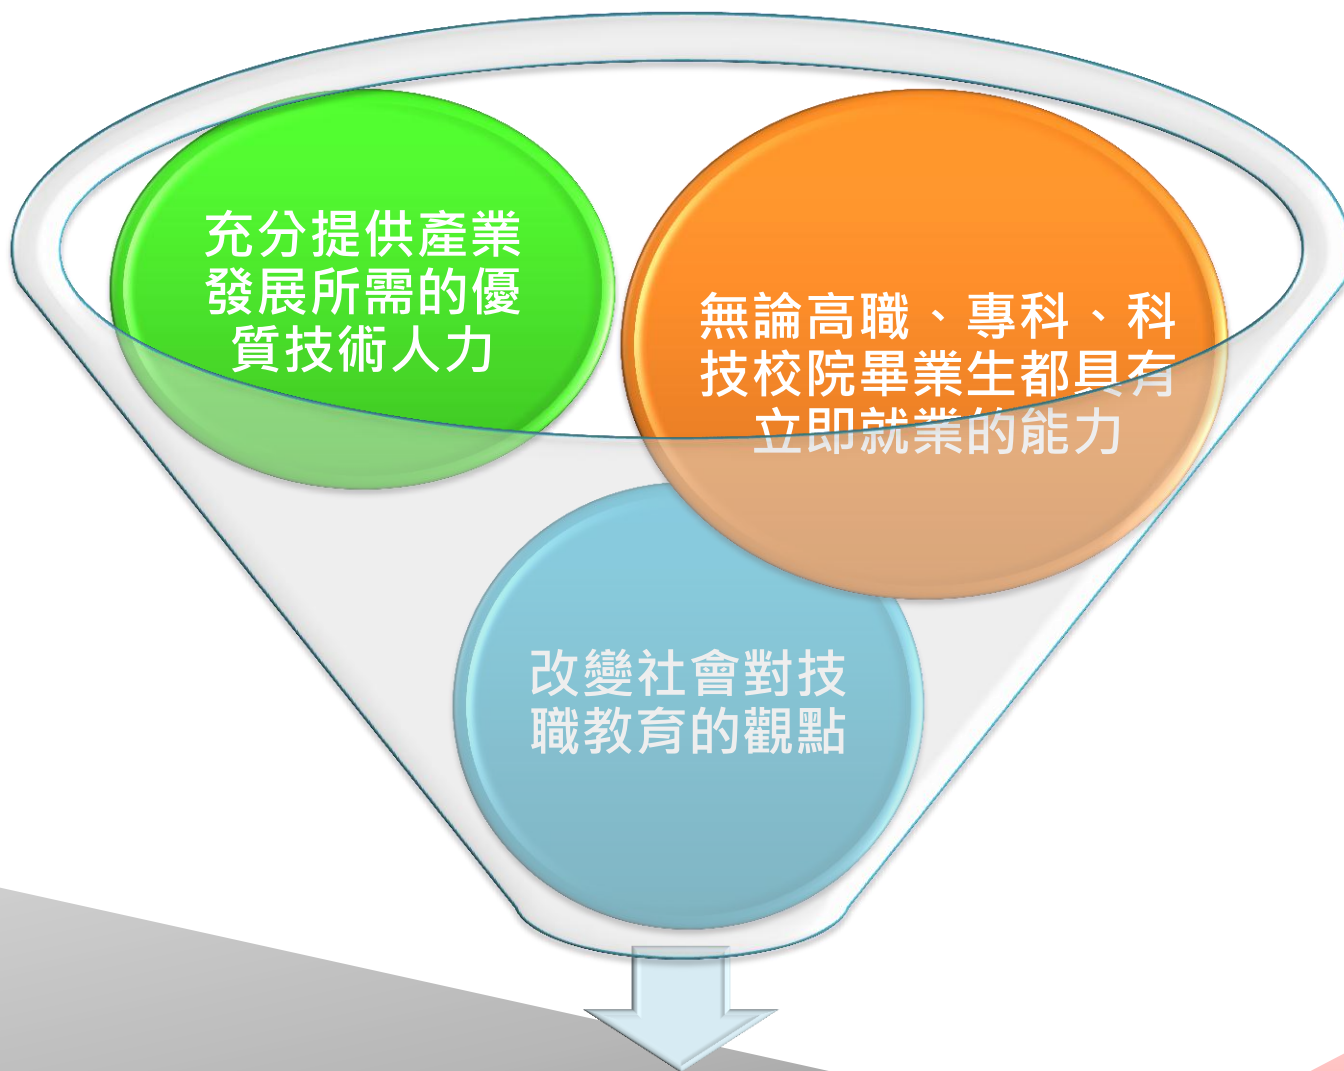 充分提供產業
發展所需的優
質技術人力
無論高職、專科、科
技校院畢業生都具有
立即就業的能力
改變社會對技
職教育的觀點